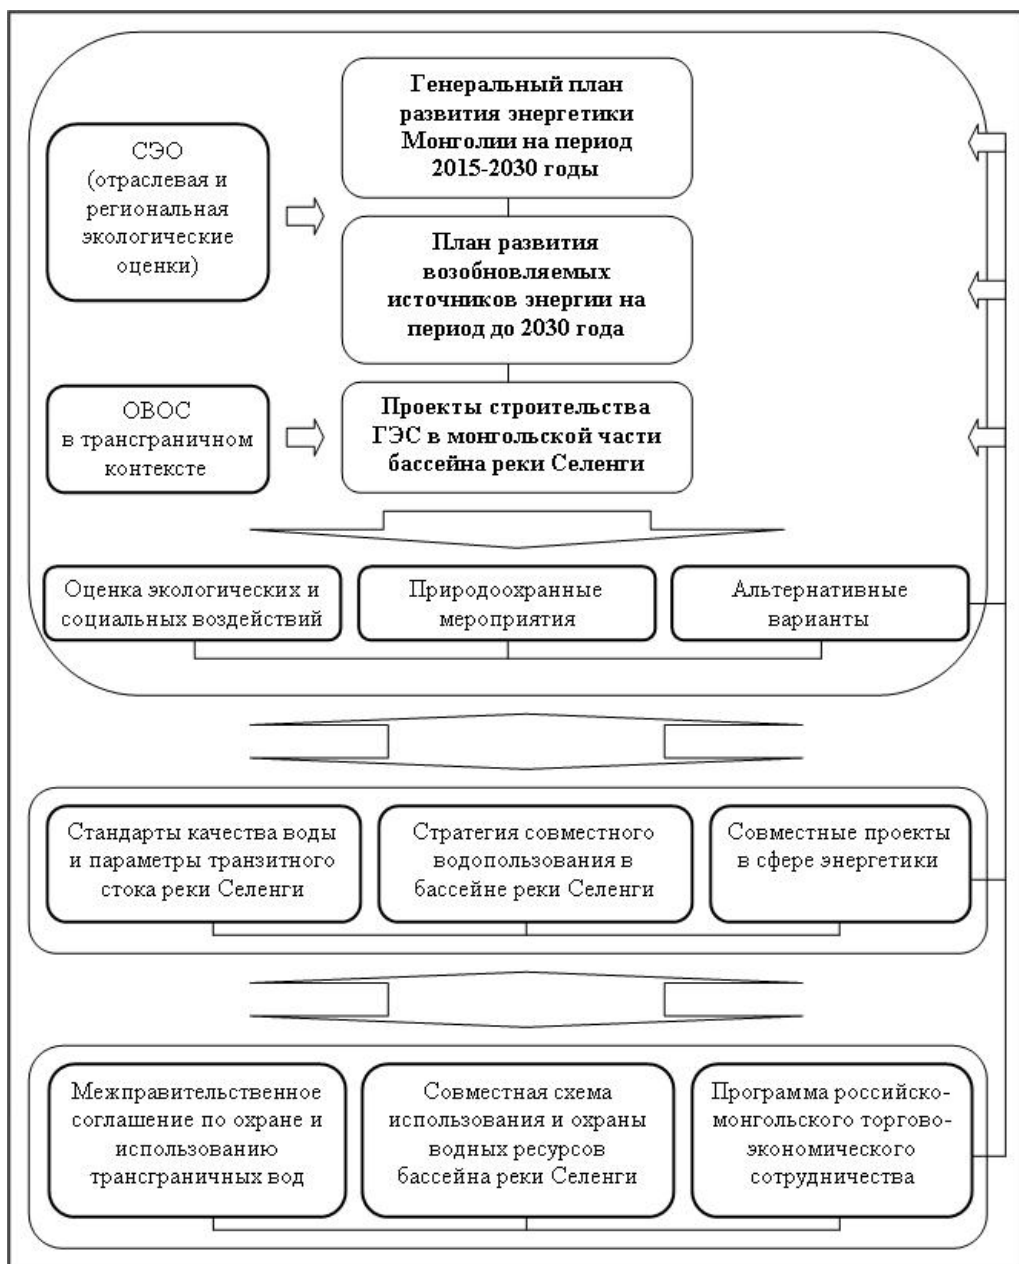 Генеральный план
развития энергетики
Монголии на период
2015-2030 годы
СЭО
(отраслевая и
региональная
экологические
оценки)
План развития
возобновляемых
источников энергии на
период до 2030 года
ОВОС
в трансграничном
контексте
Проекты строительства
ГЭС в монгольской части
бассейна реки Селенги
Оценка экологических и
социальных воздействий
Природоохранные
мероприятия
Альтернативные
варианты
Стандарты качества воды
и параметры транзитного
стока реки Селенги
Стратегия совместного
водопользования в
бассейне реки Селенги
Совместные проекты
в сфере энергетики
Межправительственное
соглашение по охране и
использованию
трансграничных вод
Совместная схема
использования и охраны
водных ресурсов
бассейна реки Селенги
Программа российско-
монгольского торгово-
экономического
сотрудничества